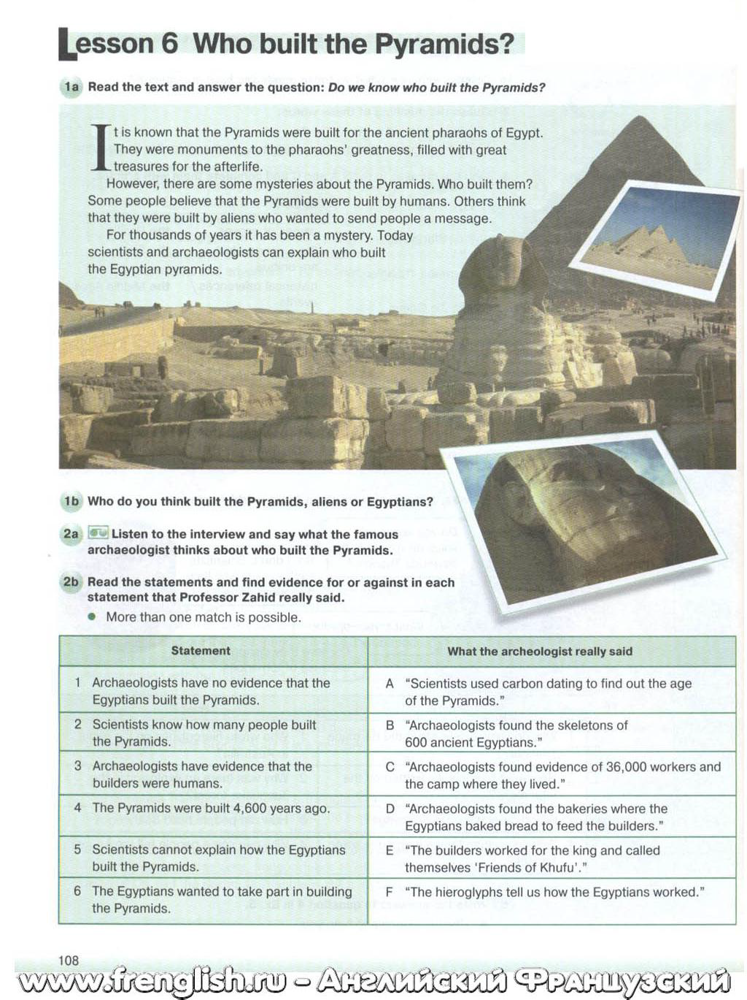 Lesson 6 Who built the Pyramids?
1a Read the text and answer the question: Do we know who built the Pyramids?
It is known that the Pyramids were built for the ancient pharaohs of Egypt.
They were monuments to the pharaohs' greatness, filled with great
treasures for the afterlife.
However, there are some mysteries about the Pyramids. Who built them?
Some people believe that the Pyramids were built by humans. Others think
that they were built by aliens who wanted to send people a message.
For thousands of years it has been a mystery. Today
scientists and archaeologists can explain who built
the Egyptian pyramids.
1b Who do you think built the Pyramids, aliens or Egyptians?
2a Listen to the interview and say what the famous
archaeologist thinks about who built the Pyramids.
2b Read the statements and find evidence for or against in each
statement that Professor Zahid really said.
• More than one match is possible.
Statement
What the archeologist really said
1 Archaeologists have no evidence that the
Egyptians built the Pyramids.
A "Scientists used carbon dating to find out the age
of the Pyramids."
2 Scientists know how many people built
the Pyramids.
B "Archaeologists found the skeletons of
600 ancient Egyptians."
3 Archaeologists have evidence that the
builders were humans.
C "Archaeologists found evidence of 36,000 workers and
the camp where they lived."
4 The Pyramids were built 4,600 years ago.
D "Archaeologists found the bakeries where the
Egyptians baked bread to feed the builders."
5 Scientists cannot explain how the Egyptians
built the Pyramids.
E "The builders worked for the king and called
themselves 'Friends of Khufu'."
6 The Egyptians wanted to take part in building
the Pyramids.
F "The hieroglyphs tell us how the Egyptians worked."
108
www.frenglish.ru - Английский Французский